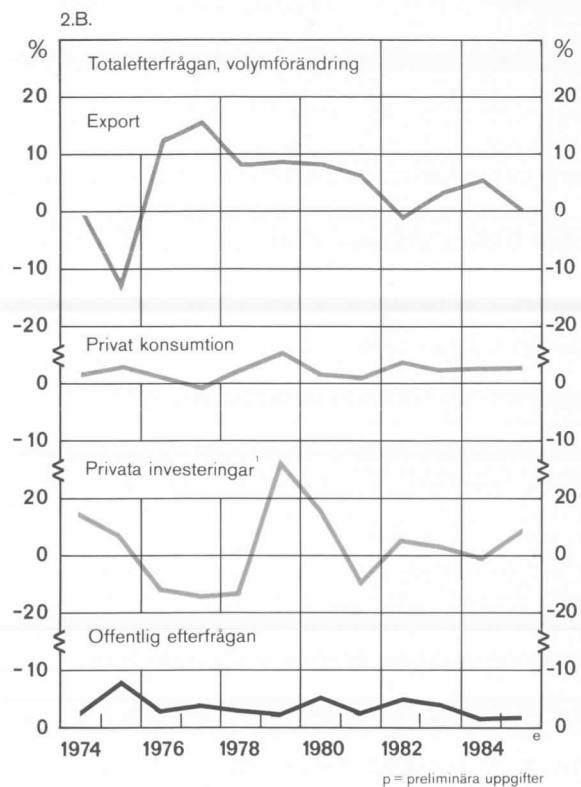 2.B.
% %
Totalefterfrågan, volymförändring
20 20
Export
10 10
0 0
-10 -10
-20 -20
Privat konsumtion
0 0
-10 -10
Privata investeringar¹
20 20
0 0
-20 -20
Offentlig efterfrågan
-10 -10
0 0
1974 1976 1978 1980 1982 1984 e
p = preliminära uppgifter